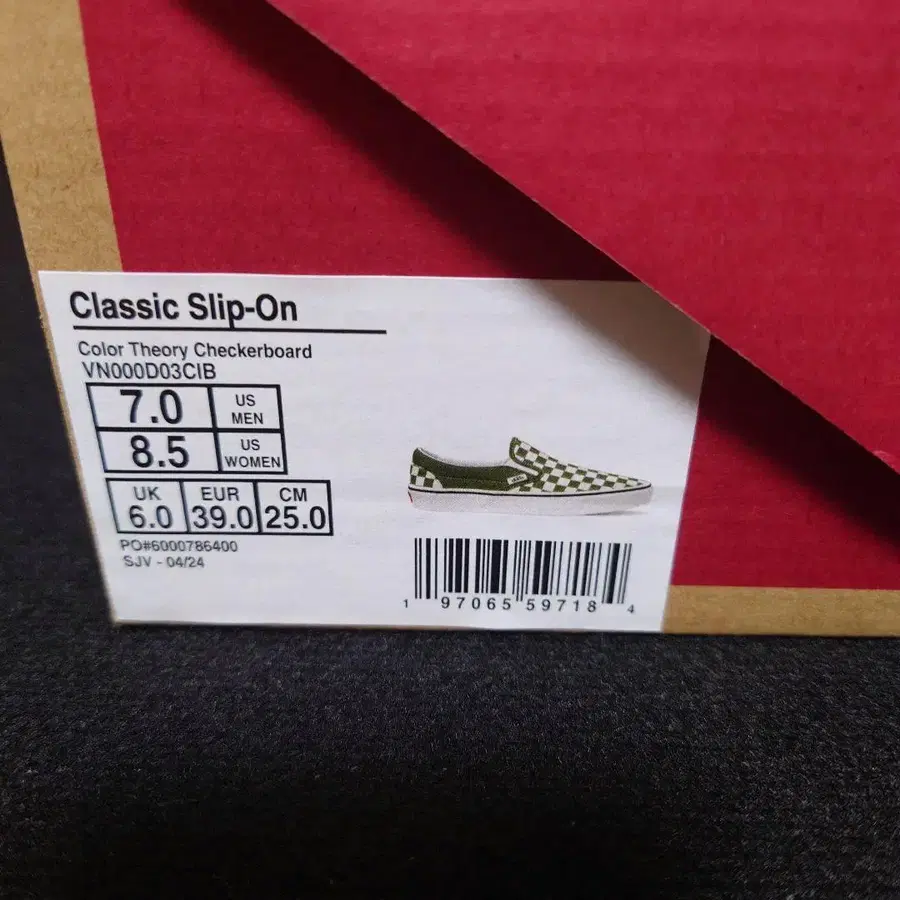 Classic Slip-On
Color Theory Checkerboard
VN000D03CIB
7.0 US MEN
8.5 US WOMEN
UK EUR CM
6.0 39.0 25.0
PO#6000786400
SJV - 04/24
1 97065 59718 4